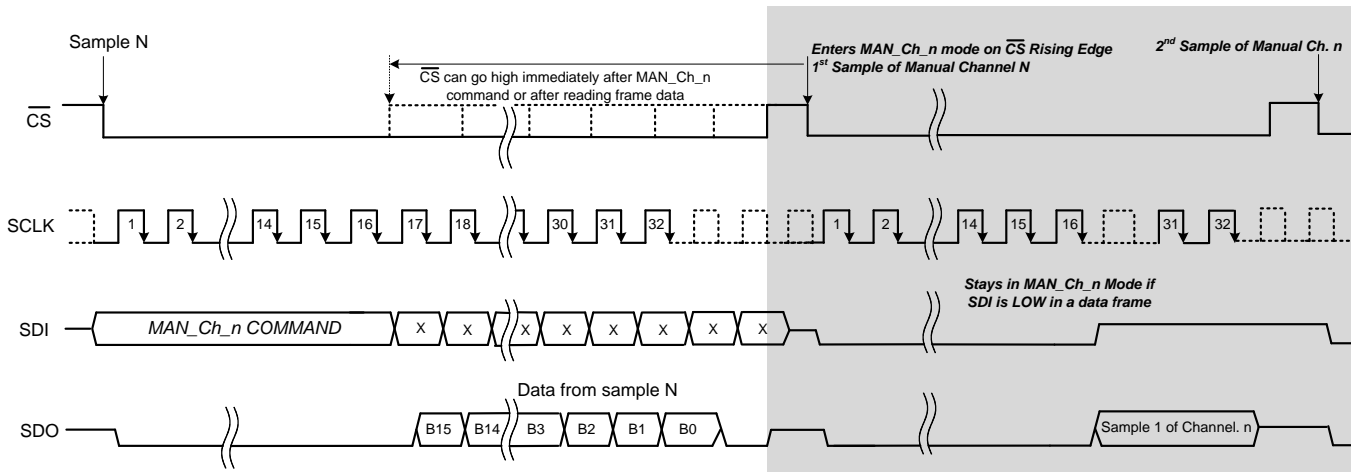 Sample N
Enters MAN_Ch_n mode on CS Rising Edge
1st Sample of Manual Channel N
2nd Sample of Manual Ch. n
CS can go high immediately after MAN_Ch_n
command or after reading frame data
CS
SCLK
1 2 14 15 16 17 18 30 31 32 1 2 14 15 16 31 32
Stays in MAN_Ch_n Mode if
SDI is LOW in a data frame
SDI
MAN_Ch_n COMMAND X X X X X X X X
Data from sample N
SDO
B15 B14 B3 B2 B1 B0 Sample 1 of Channel. n